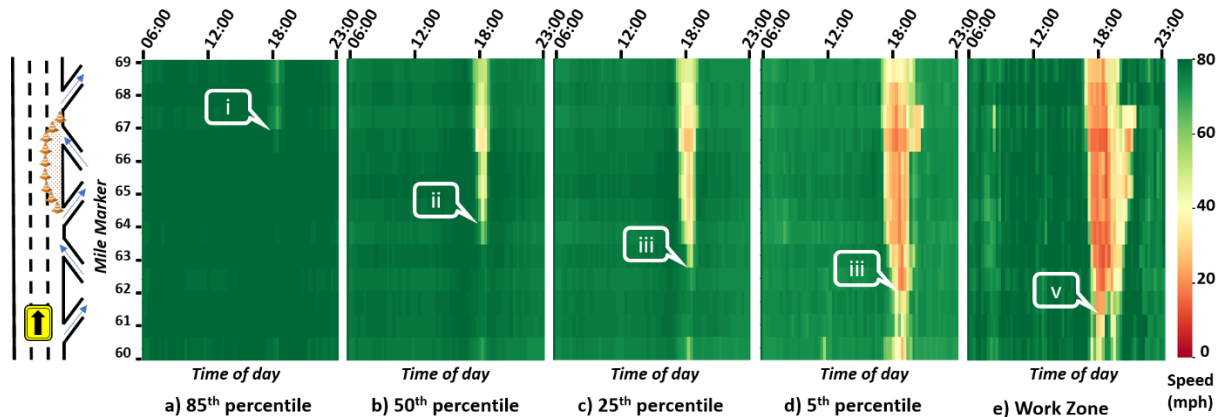 06:00 12:00 18:00 23:00 06:00 12:00 18:00 23:00 06:00 12:00 18:00 23:00 06:00 12:00 18:00 23:00 06:00 12:00 18:00 23:00
Mile Marker
69
68
67
66
65
64
63
62
61
60
i
ii
iii
iii
v
80
60
40
20
0
Speed
(mph)
Time of day Time of day Time of day Time of day Time of day
a) 85th percentile b) 50th percentile c) 25th percentile d) 5th percentile e) Work Zone